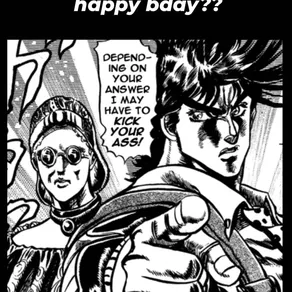 happy bday??
DEPEND-
ING ON
YOUR
ANSWER
I MAY
HAVE TO
KICK
YOUR
ASS!